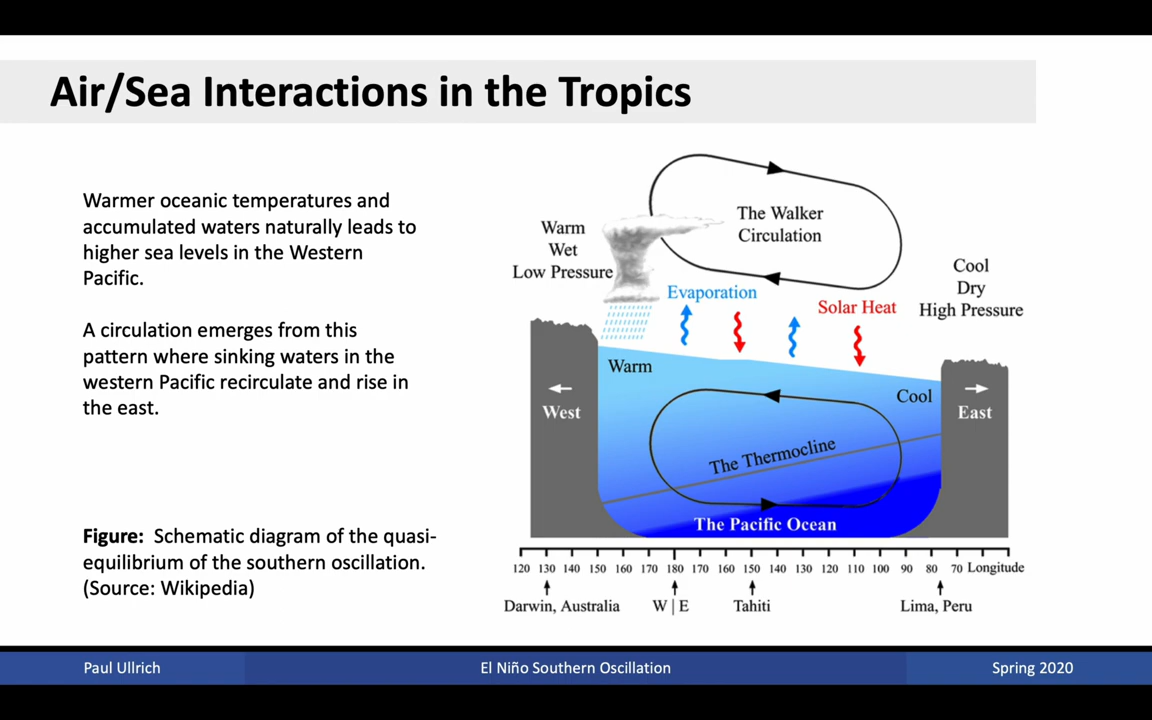 Air/Sea Interactions in the Tropics
Warmer oceanic temperatures and
accumulated waters naturally leads to
higher sea levels in the Western
Pacific.
A circulation emerges from this
pattern where sinking waters in the
western Pacific recirculate and rise in
the east.
Figure: Schematic diagram of the quasi-
equilibrium of the southern oscillation.
(Source: Wikipedia)
The Walker
Circulation
Warm
Wet
Low Pressure
Cool
Dry
High Pressure
Evaporation
Solar Heat
Warm
Cool
West
East
The Thermocline
The Pacific Ocean
120 130 140 150 160 170 180 170 160 150 140 130 120 110 100 90 80 70 Longitude
Darwin, Australia W | E Tahiti Lima, Peru
Paul Ullrich El Niño Southern Oscillation Spring 2020